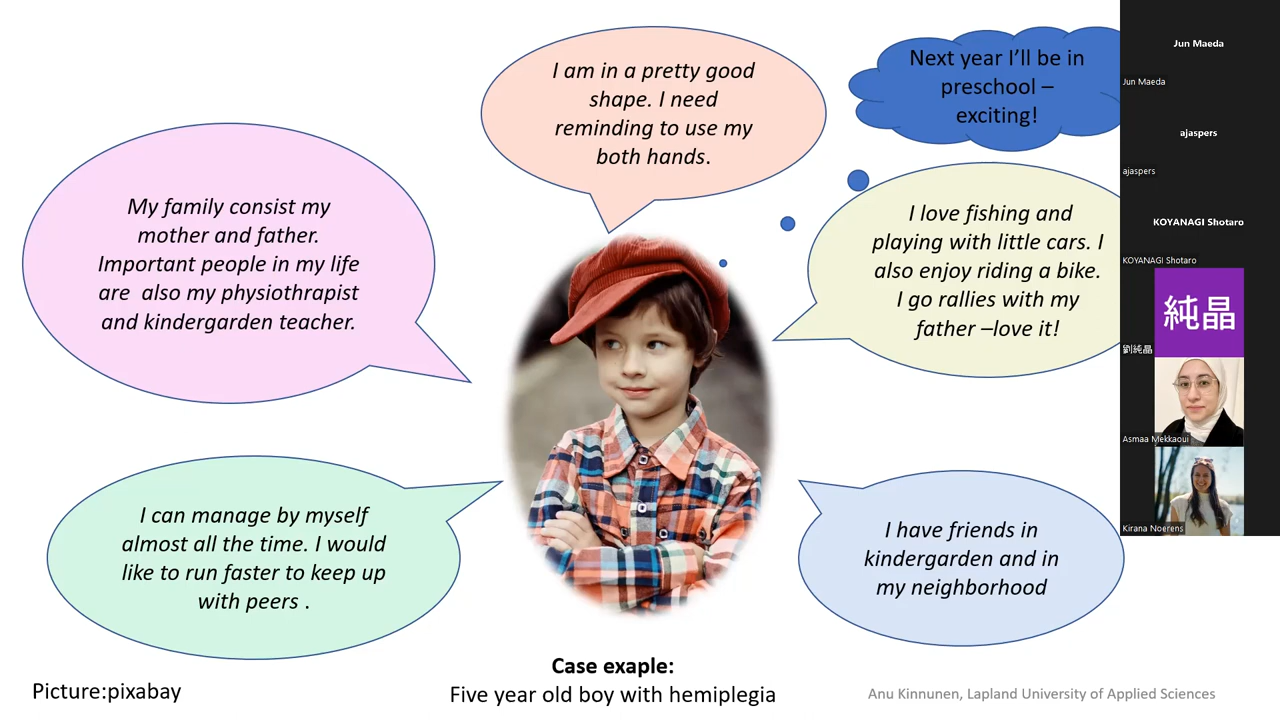 I am in a pretty good
shape. I need
reminding to use my
both hands.
Next year I'll be in
preschool –
exciting!
My family consist my
mother and father.
Important people in my life
are also my physiothrapist
and kindergarden teacher.
I love fishing and
playing with little cars. I
also enjoy riding a bike.
I go rallies with my
father –love it!
I can manage by myself
almost all the time. I would
like to run faster to keep up
with peers .
I have friends in
kindergarden and in
my neighborhood
Case exaple:
Five year old boy with hemiplegia
Picture:pixabay
Anu Kinnunen, Lapland University of Applied Sciences
Jun Maeda
Jun Maeda
ajaspers
ajaspers
KOYANAGI Shotaro
KOYANAGI Shotaro
純晶
劉純晶
Asmaa Mekkaoui
Kirana Noerens